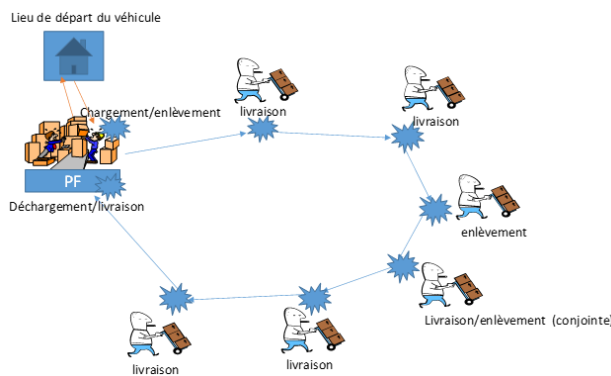 Lieu de départ du véhicule
Chargement/enlèvement
livraison
livraison
PF
Déchargement/livraison
enlèvement
Livraison/enlèvement (conjointe)
livraison
livraison